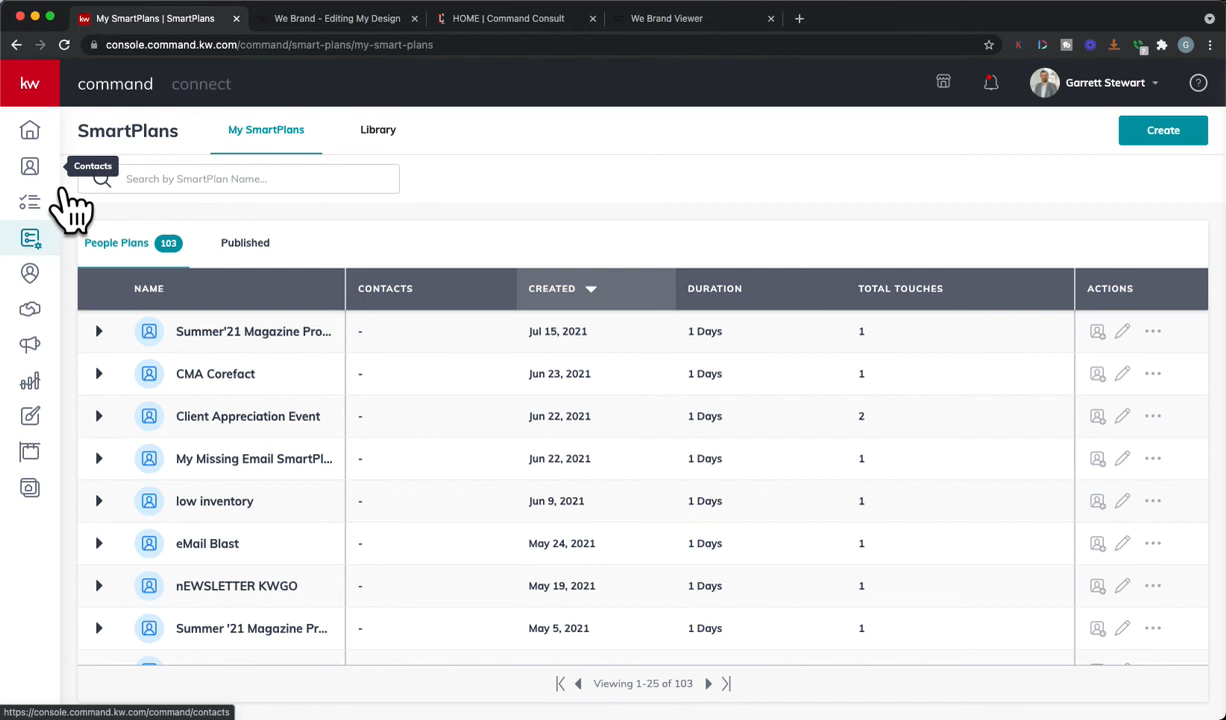 My SmartPlans | SmartPlans
We Brand - Editing My Design
HOME | Command Consult
We Brand Viewer
console.command.kw.com/command/smart-plans/my-smart-plans
kw command connect
Garrett Stewart
SmartPlans
My SmartPlans
Library
Create
Contacts
Search by SmartPlan Name...
People Plans 103
Published
NAME CONTACTS CREATED DURATION TOTAL TOUCHES ACTIONS
Summer'21 Magazine Pro... - Jul 15, 2021 1 Days 1
CMA Corefact - Jun 23, 2021 1 Days 1
Client Appreciation Event - Jun 22, 2021 1 Days 2
My Missing Email SmartPl... - Jun 22, 2021 1 Days 1
low inventory - Jun 9, 2021 1 Days 1
eMail Blast - May 24, 2021 1 Days 1
nEWSLETTER KWGO - May 19, 2021 1 Days 1
Summer '21 Magazine Pr... - May 5, 2021 1 Days 1
Viewing 1-25 of 103
https://console.command.kw.com/command/contacts